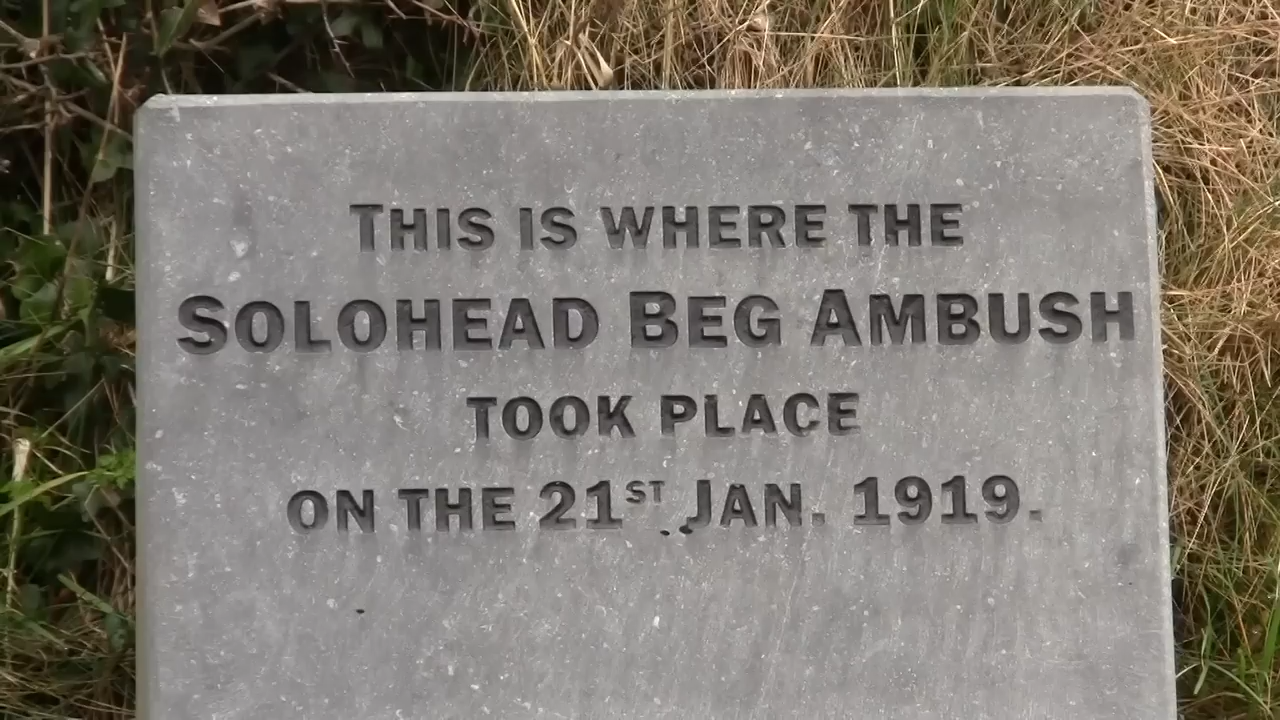 THIS IS WHERE THE
SOLOHEAD BEG AMBUSH
TOOK PLACE
ON THE 21ST JAN. 1919.